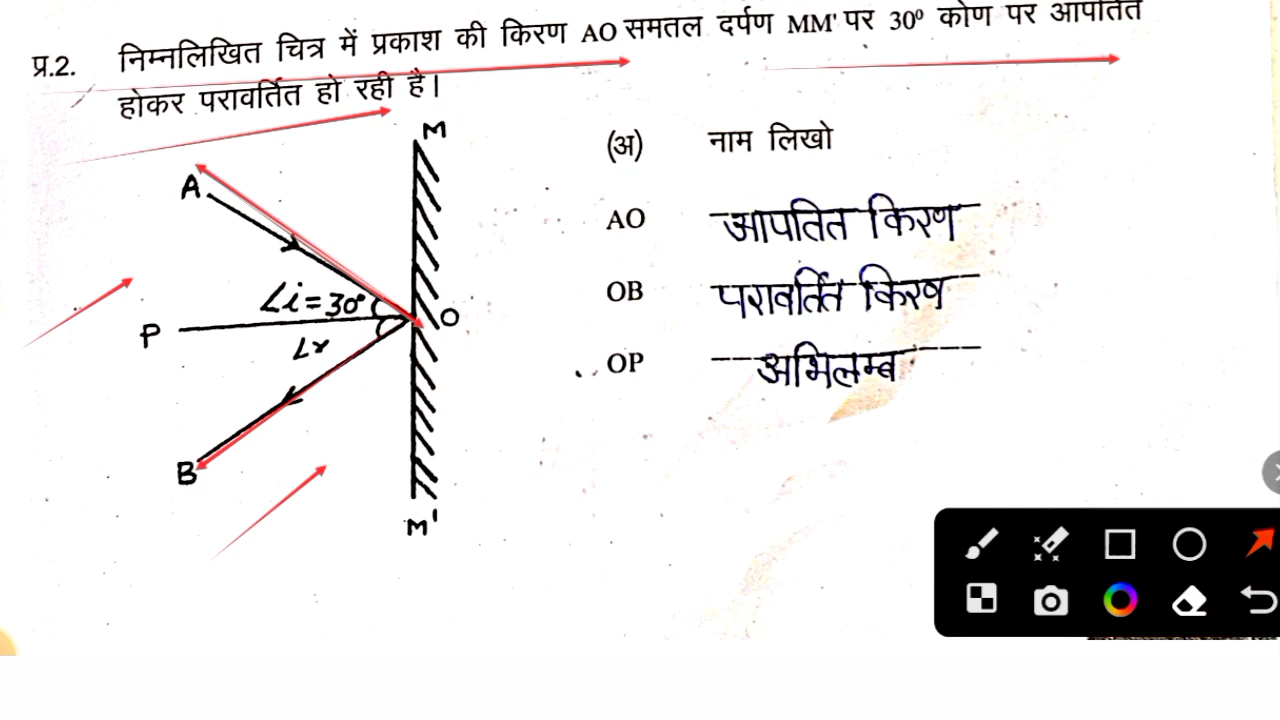 प्र.2. निम्नलिखित चित्र में प्रकाश की किरण AO समतल दर्पण MM' पर 30⁰ कोण पर आपतित
होकर परावर्तित हो रही है।
M
(अ) नाम लिखो
A
AO आपतित किरण
∠i=30°
OB परावर्तित किरण
P
O
∠r
OP अभिलम्ब
B
M'